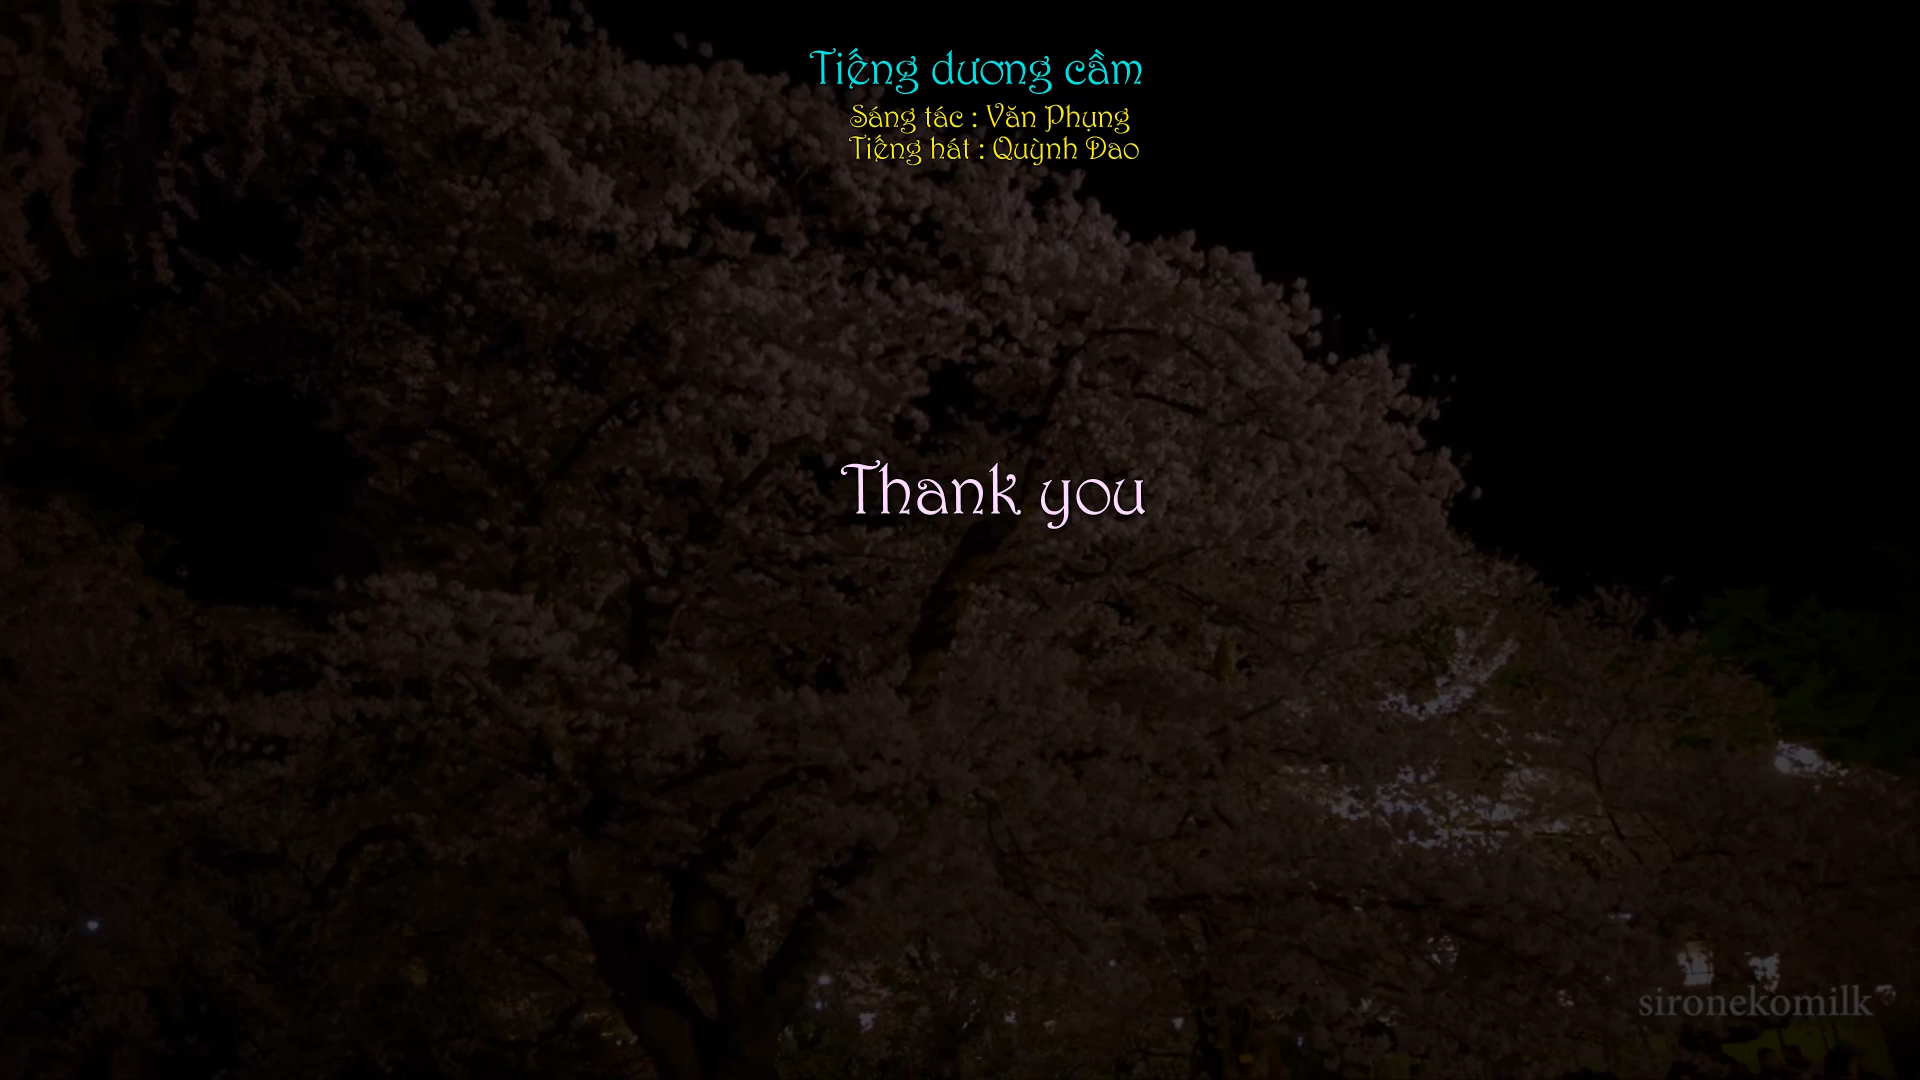 Tiếng dương cầm
Sáng tác : Văn Phụng
Tiếng hát : Quỳnh Dao
Thank you
sironekomilk